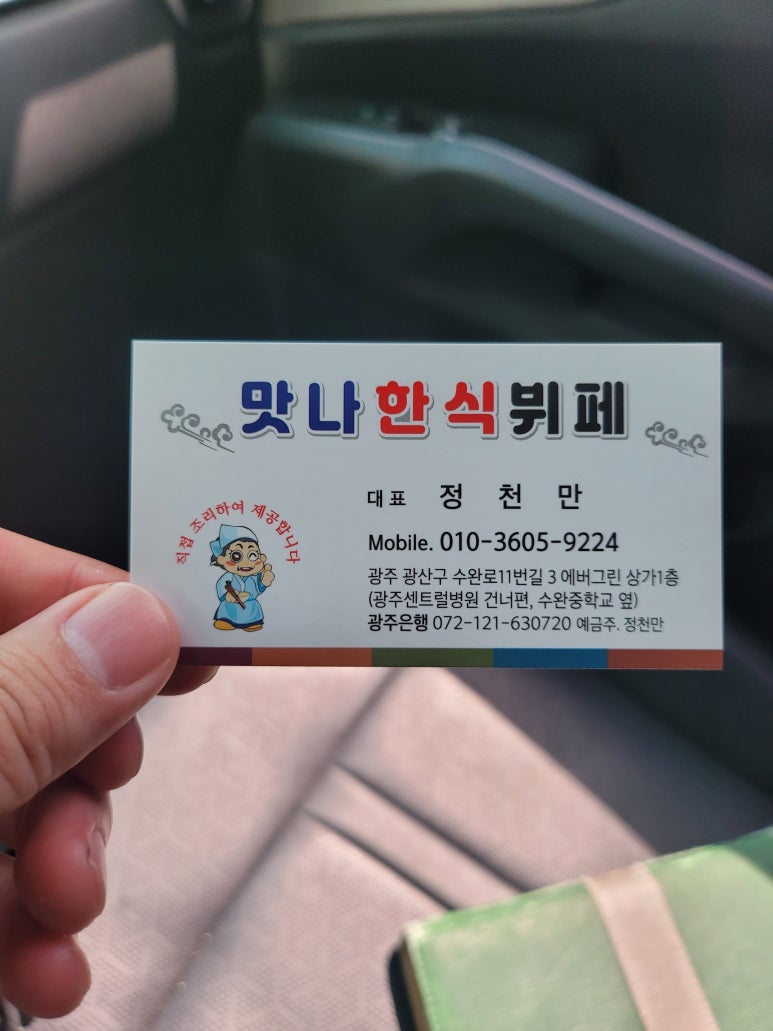 맛나한식뷔페
직접 조리하여 제공합니다
대표 정 천 만
Mobile. 010-3605-9224
광주 광산구 수완로11번길 3 에버그린 상가1층
(광주센트럴병원 건너편, 수완중학교 옆)
광주은행 072-121-630720 예금주. 정천만